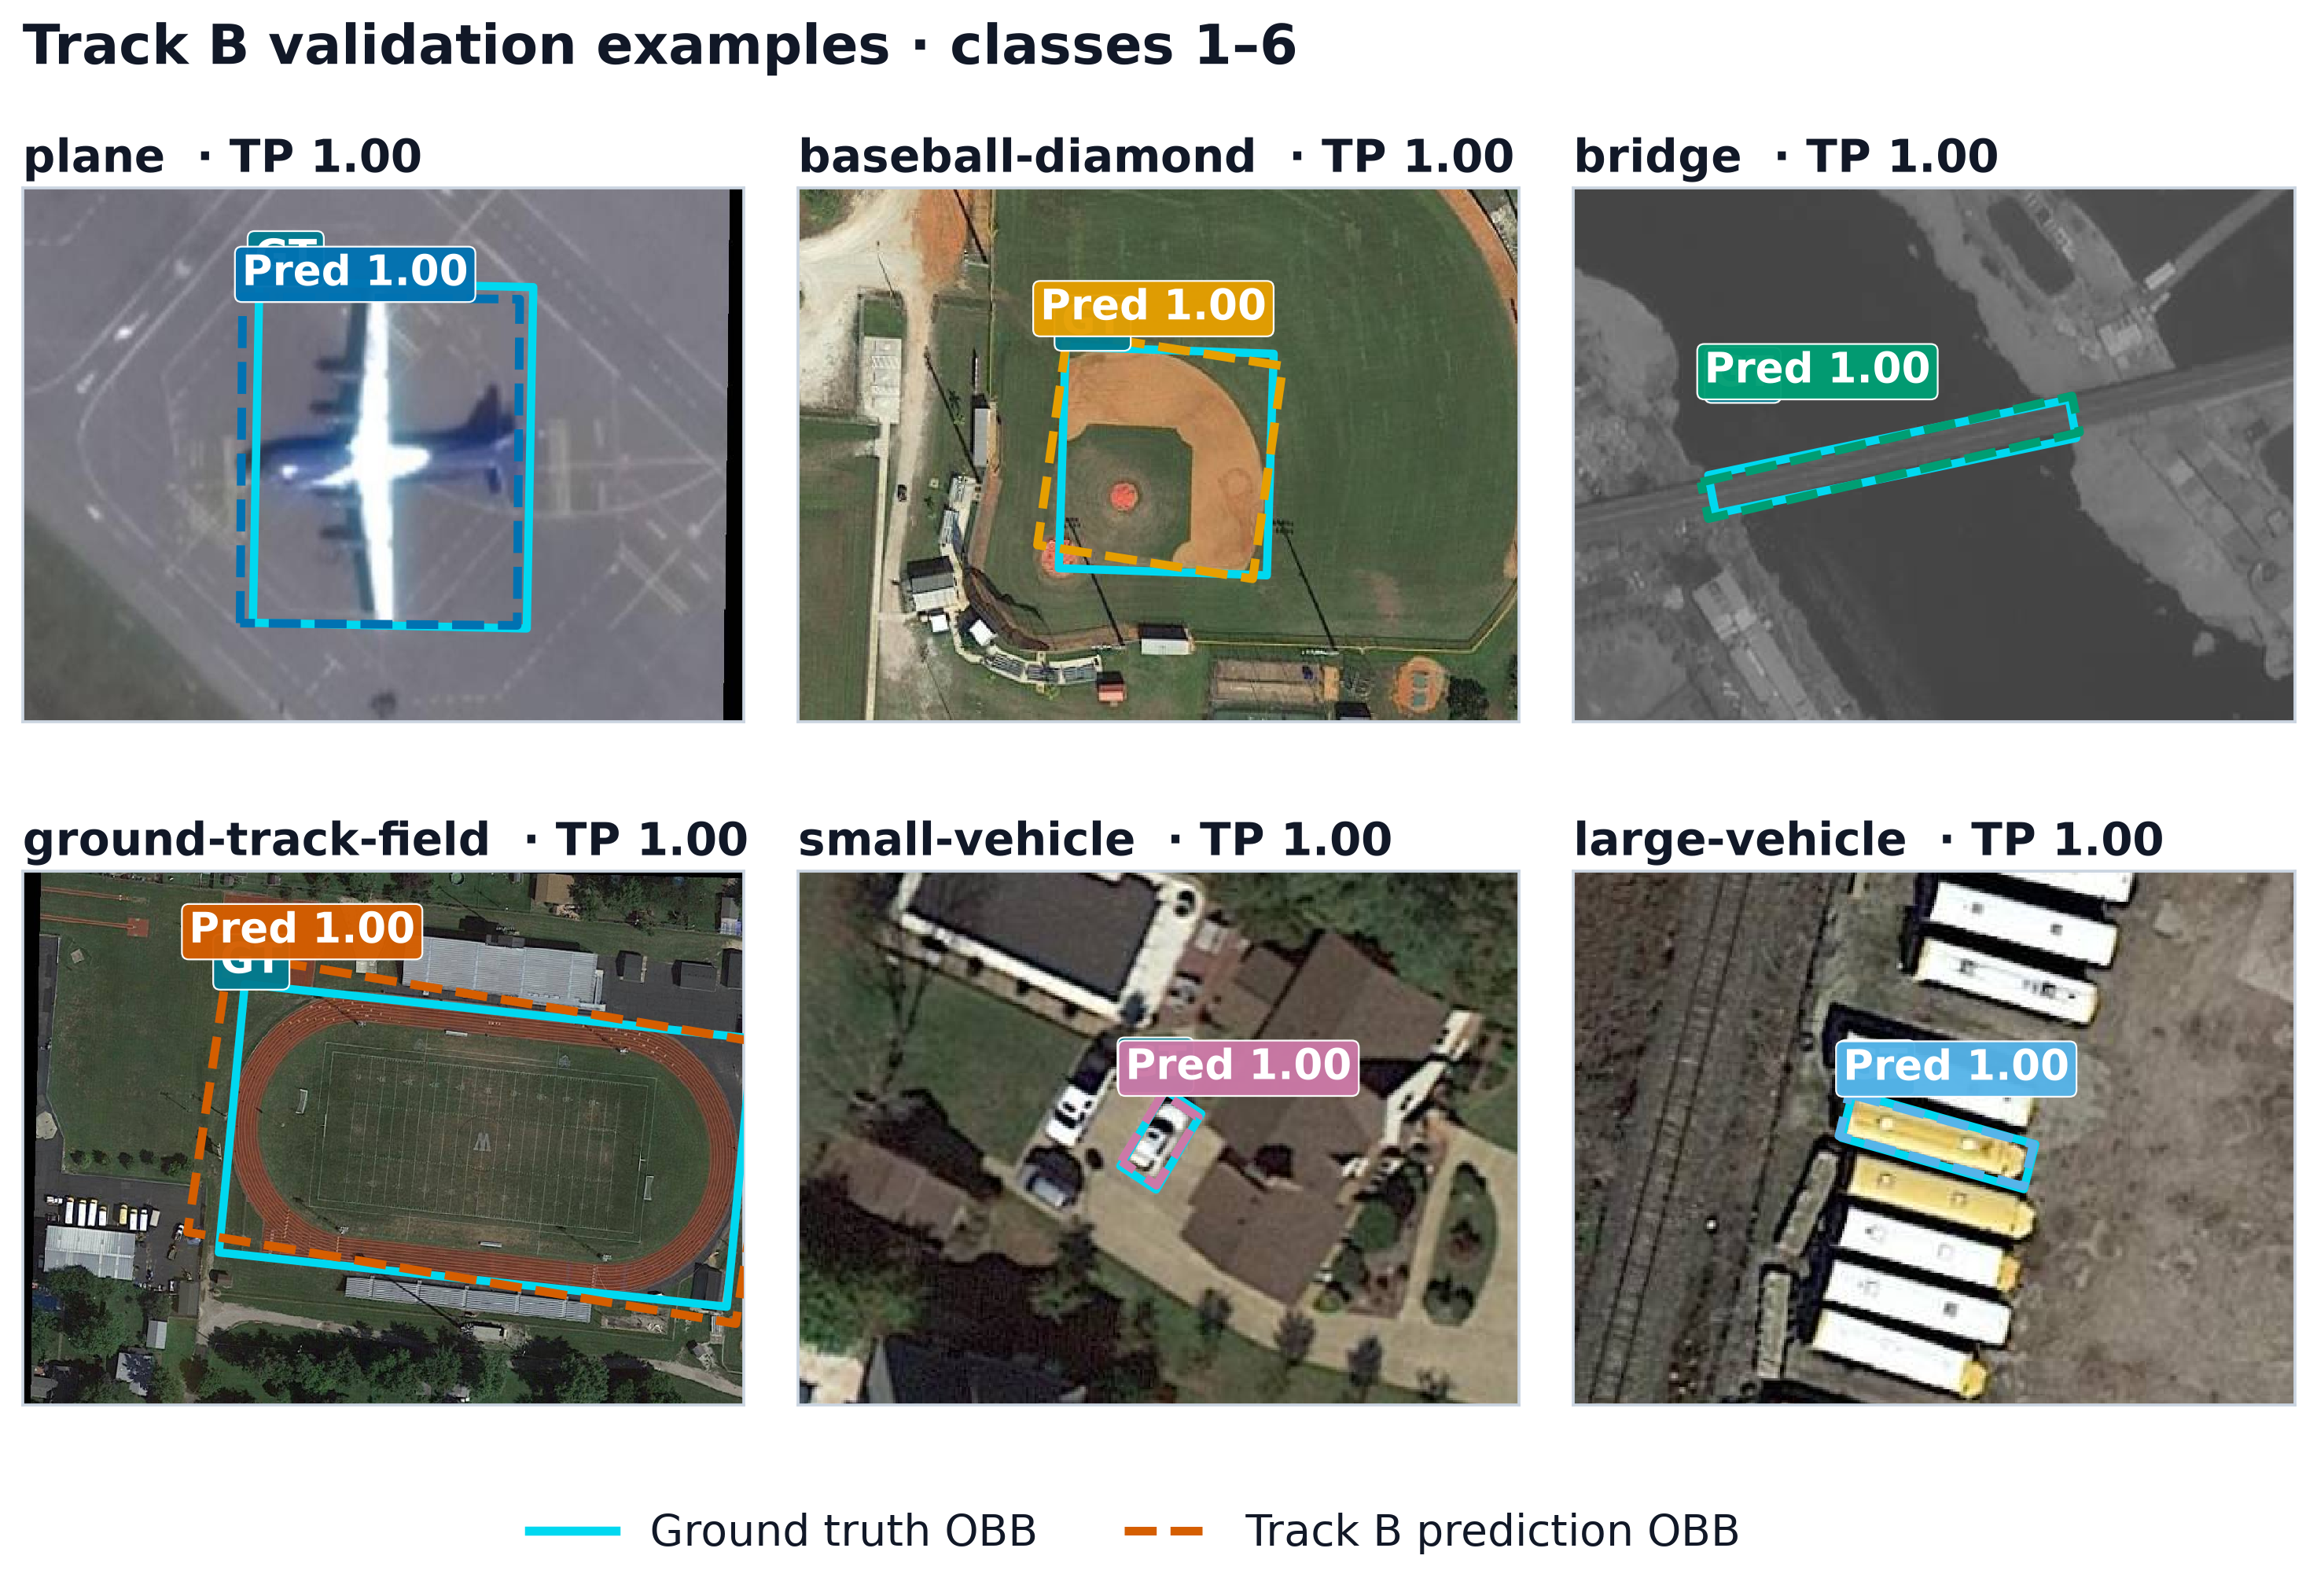 Track B validation examples · classes 1–6
plane · TP 1.00
baseball-diamond · TP 1.00
bridge · TP 1.00
GT
Pred 1.00
Pred 1.00
Pred 1.00
ground-track-field · TP 1.00
small-vehicle · TP 1.00
large-vehicle · TP 1.00
Pred 1.00
GT
W
Pred 1.00
Pred 1.00
Ground truth OBB
Track B prediction OBB